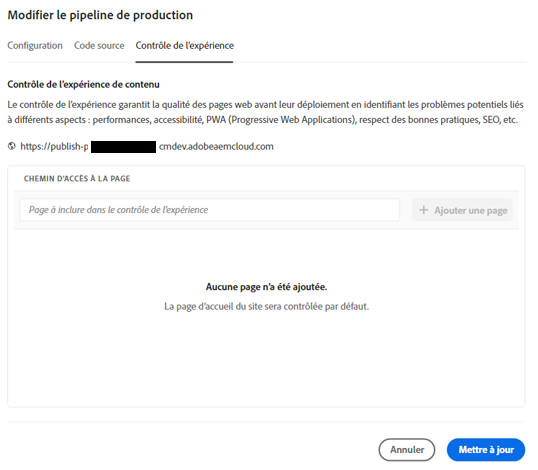 Modifier le pipeline de production
Configuration Code source Contrôle de l'expérience
Contrôle de l'expérience de contenu
Le contrôle de l'expérience garantit la qualité des pages web avant leur déploiement en identifiant les problèmes potentiels liés
à différents aspects : performances, accessibilité, PWA (Progressive Web Applications), respect des bonnes pratiques, SEO, etc.
https://publish-p cmdev.adobeaemcloud.com
CHEMIN D'ACCÈS À LA PAGE
Page à inclure dans le contrôle de l'expérience + Ajouter une page
Aucune page n'a été ajoutée.
La page d'accueil du site sera contrôlée par défaut.
Annuler Mettre à jour